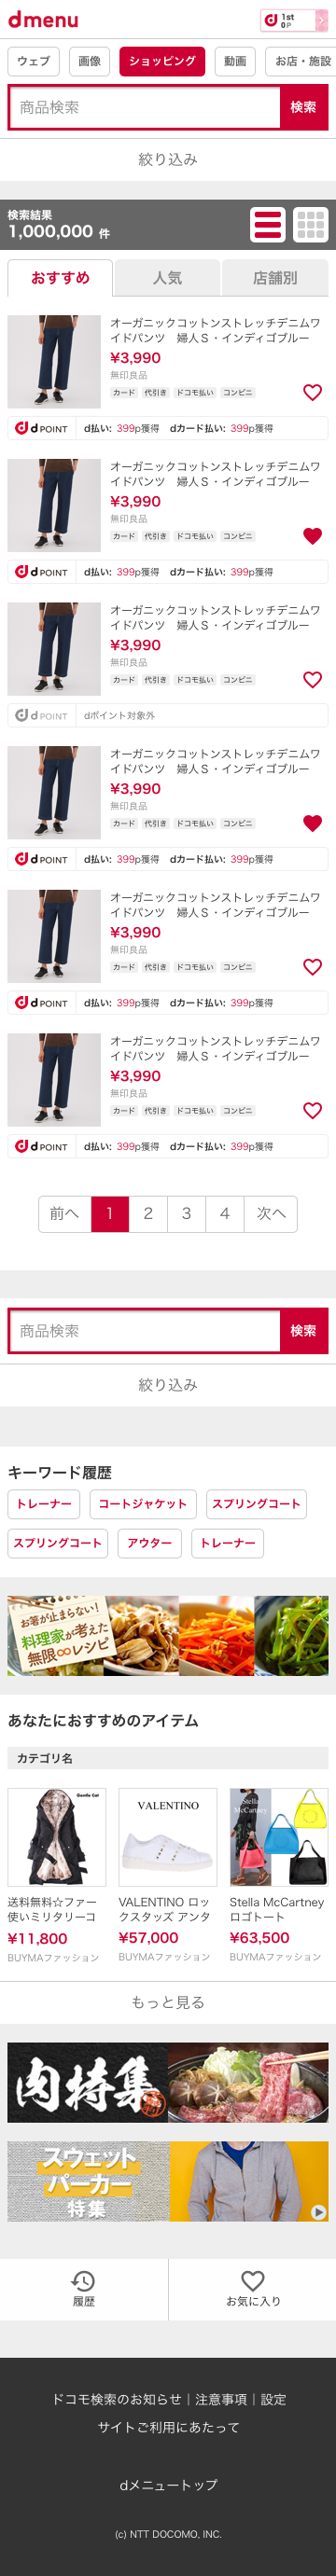 dmenu
1st
0P
ウェブ 画像 ショッピング 動画 お店・施設
商品検索 検索
絞り込み
検索結果
1,000,000 件
おすすめ 人気 店舗別
オーガニックコットンストレッチデニムワ
イドパンツ　婦人Ｓ・インディゴブルー
¥3,990
無印良品
カード 代引き ドコモ払い コンビニ
d POINT d払い: 399p獲得 dカード払い: 399p獲得
オーガニックコットンストレッチデニムワ
イドパンツ　婦人Ｓ・インディゴブルー
¥3,990
無印良品
カード 代引き ドコモ払い コンビニ
d POINT d払い: 399p獲得 dカード払い: 399p獲得
オーガニックコットンストレッチデニムワ
イドパンツ　婦人Ｓ・インディゴブルー
¥3,990
無印良品
カード 代引き ドコモ払い コンビニ
d POINT dポイント対象外
オーガニックコットンストレッチデニムワ
イドパンツ　婦人Ｓ・インディゴブルー
¥3,990
無印良品
カード 代引き ドコモ払い コンビニ
d POINT d払い: 399p獲得 dカード払い: 399p獲得
オーガニックコットンストレッチデニムワ
イドパンツ　婦人Ｓ・インディゴブルー
¥3,990
無印良品
カード 代引き ドコモ払い コンビニ
d POINT d払い: 399p獲得 dカード払い: 399p獲得
オーガニックコットンストレッチデニムワ
イドパンツ　婦人Ｓ・インディゴブルー
¥3,990
無印良品
カード 代引き ドコモ払い コンビニ
d POINT d払い: 399p獲得 dカード払い: 399p獲得
前へ 1 2 3 4 次へ
商品検索 検索
絞り込み
キーワード履歴
トレーナー コートジャケット スプリングコート
スプリングコート アウター トレーナー
お箸が止まらない!
料理家が考えた
無限∞レシピ
あなたにおすすめのアイテム
カテゴリ名
Gentle Cat
VALENTINO
Stella
McCartney
送料無料☆ファー
使いミリタリーコ
¥11,800
BUYMAファッション
VALENTINO ロッ
クスタッズ アンタ
¥57,000
BUYMAファッション
Stella McCartney
ロゴトート
¥63,500
BUYMAファッション
もっと見る
肉特集
スウェット
パーカー
特集
履歴 お気に入り
ドコモ検索のお知らせ｜注意事項｜設定
サイトご利用にあたって
dメニュートップ
(c) NTT DOCOMO, INC.